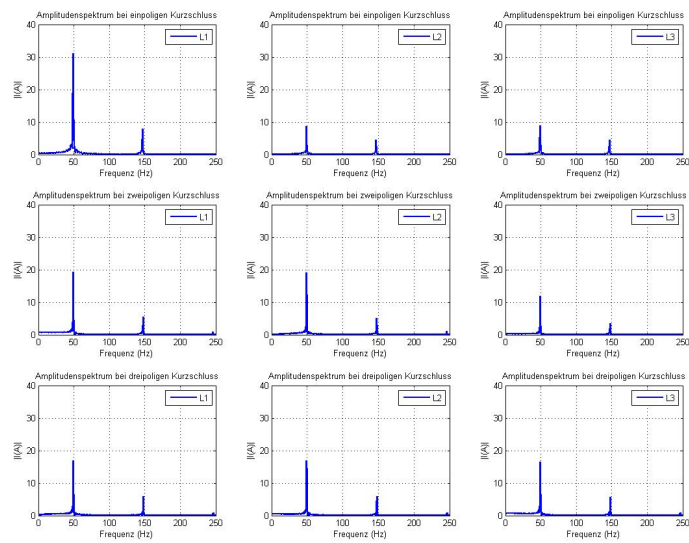 Amplitudenspektrum bei einpoligen Kurzschluss
L1
|I(A)|
40
30
20
10
0
0 50 100 150 200 250
Frequenz (Hz)
Amplitudenspektrum bei einpoligen Kurzschluss
L2
|I(A)|
40
30
20
10
0
0 50 100 150 200 250
Frequenz (Hz)
Amplitudenspektrum bei einpoligen Kurzschluss
L3
|I(A)|
40
30
20
10
0
0 50 100 150 200 250
Frequenz (Hz)
Amplitudenspektrum bei zweipoligen Kurzschluss
L1
|I(A)|
40
30
20
10
0
0 50 100 150 200 250
Frequenz (Hz)
Amplitudenspektrum bei zweipoligen Kurzschluss
L2
|I(A)|
40
30
20
10
0
0 50 100 150 200 250
Frequenz (Hz)
Amplitudenspektrum bei zweipoligen Kurzschluss
L3
|I(A)|
40
30
20
10
0
0 50 100 150 200 250
Frequenz (Hz)
Amplitudenspektrum bei dreipoligen Kurzschluss
L1
|I(A)|
40
30
20
10
0
0 50 100 150 200 250
Frequenz (Hz)
Amplitudenspektrum bei dreipoligen Kurzschluss
L2
|I(A)|
40
30
20
10
0
0 50 100 150 200 250
Frequenz (Hz)
Amplitudenspektrum bei dreipoligen Kurzschluss
L3
|I(A)|
40
30
20
10
0
0 50 100 150 200 250
Frequenz (Hz)